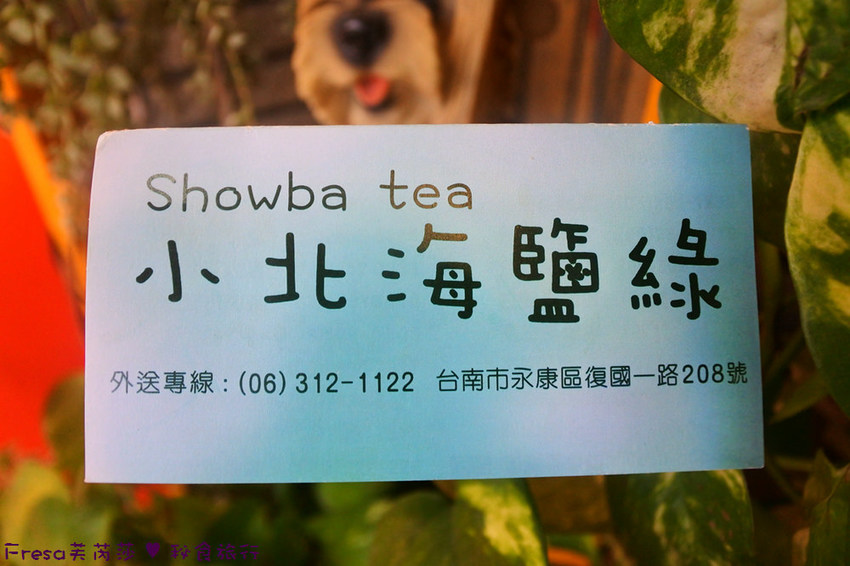 Showba tea
小北海鹽綠
外送專線：(06) 312-1122 台南市永康區復國一路208號
Fresa芙芮莎 ♥